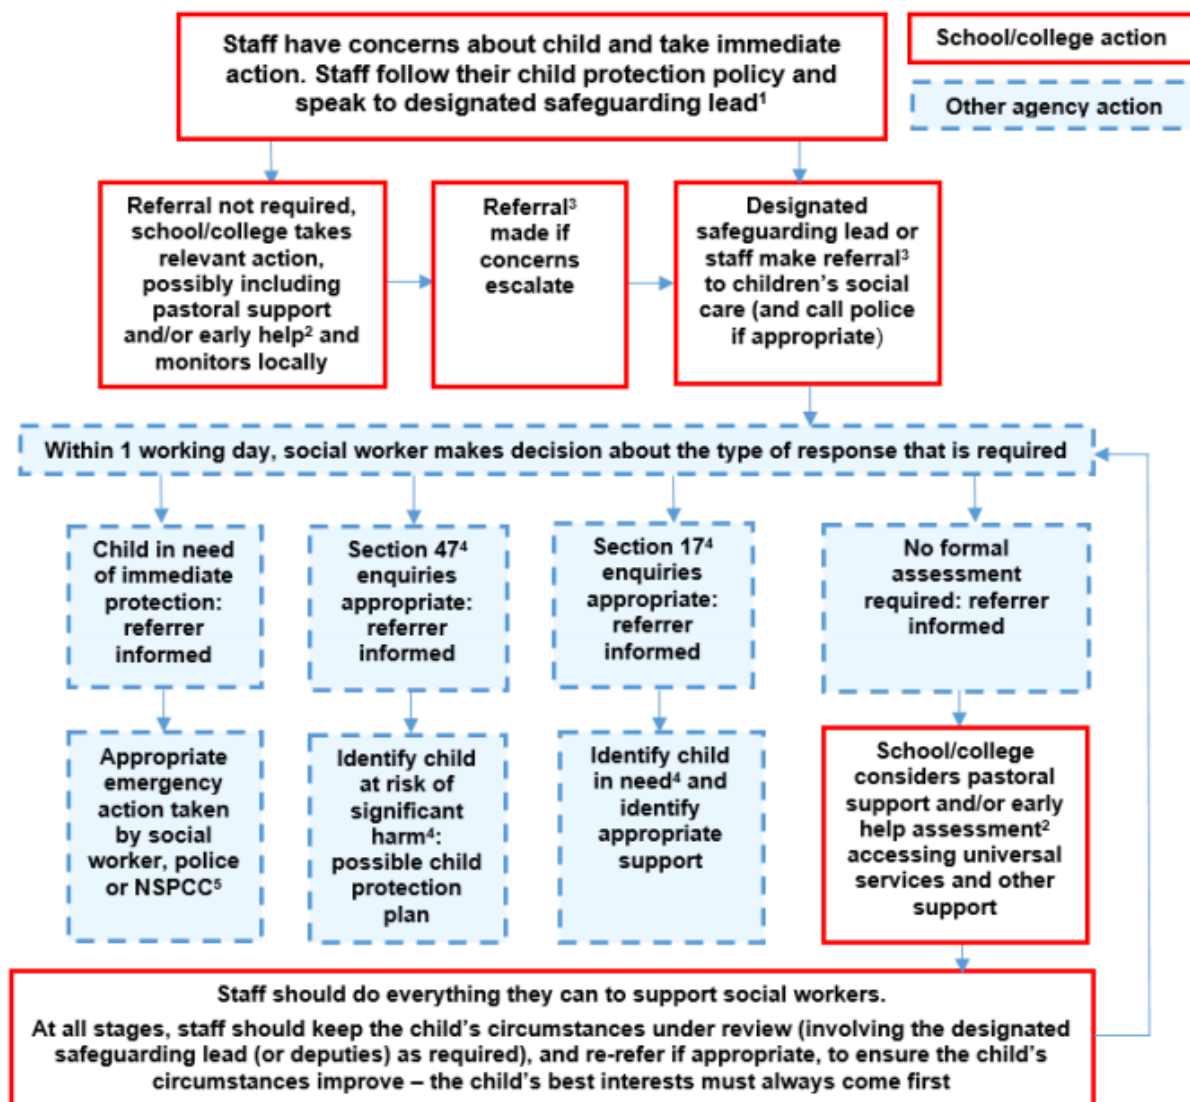 Staff have concerns about child and take immediate
action. Staff follow their child protection policy and
speak to designated safeguarding lead¹
School/college action
Other agency action
Referral not required,
school/college takes
relevant action,
possibly including
pastoral support
and/or early help² and
monitors locally
Referral³
made if
concerns
escalate
Designated
safeguarding lead or
staff make referral³
to children’s social
care (and call police
if appropriate)
Within 1 working day, social worker makes decision about the type of response that is required
Child in need
of immediate
protection:
referrer
informed
Section 47⁴
enquiries
appropriate:
referrer
informed
Section 17⁴
enquiries
appropriate:
referrer
informed
No formal
assessment
required: referrer
informed
Appropriate
emergency
action taken
by social
worker, police
or NSPCC⁵
Identify child
at risk of
significant
harm⁴:
possible child
protection
plan
Identify child
in need⁴ and
identify
appropriate
support
School/college
considers pastoral
support and/or early
help assessment²
accessing universal
services and other
support
Staff should do everything they can to support social workers.
At all stages, staff should keep the child’s circumstances under review (involving the designated
safeguarding lead (or deputies) as required), and re-refer if appropriate, to ensure the child’s
circumstances improve – the child’s best interests must always come first